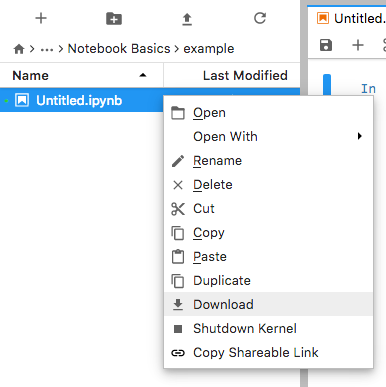 Untitled.
... > Notebook Basics > example
Name Last Modified
In
Untitled.ipynb
Open
Open With
Rename
Delete
Cut
Copy
Paste
Duplicate
Download
Shutdown Kernel
Copy Shareable Link